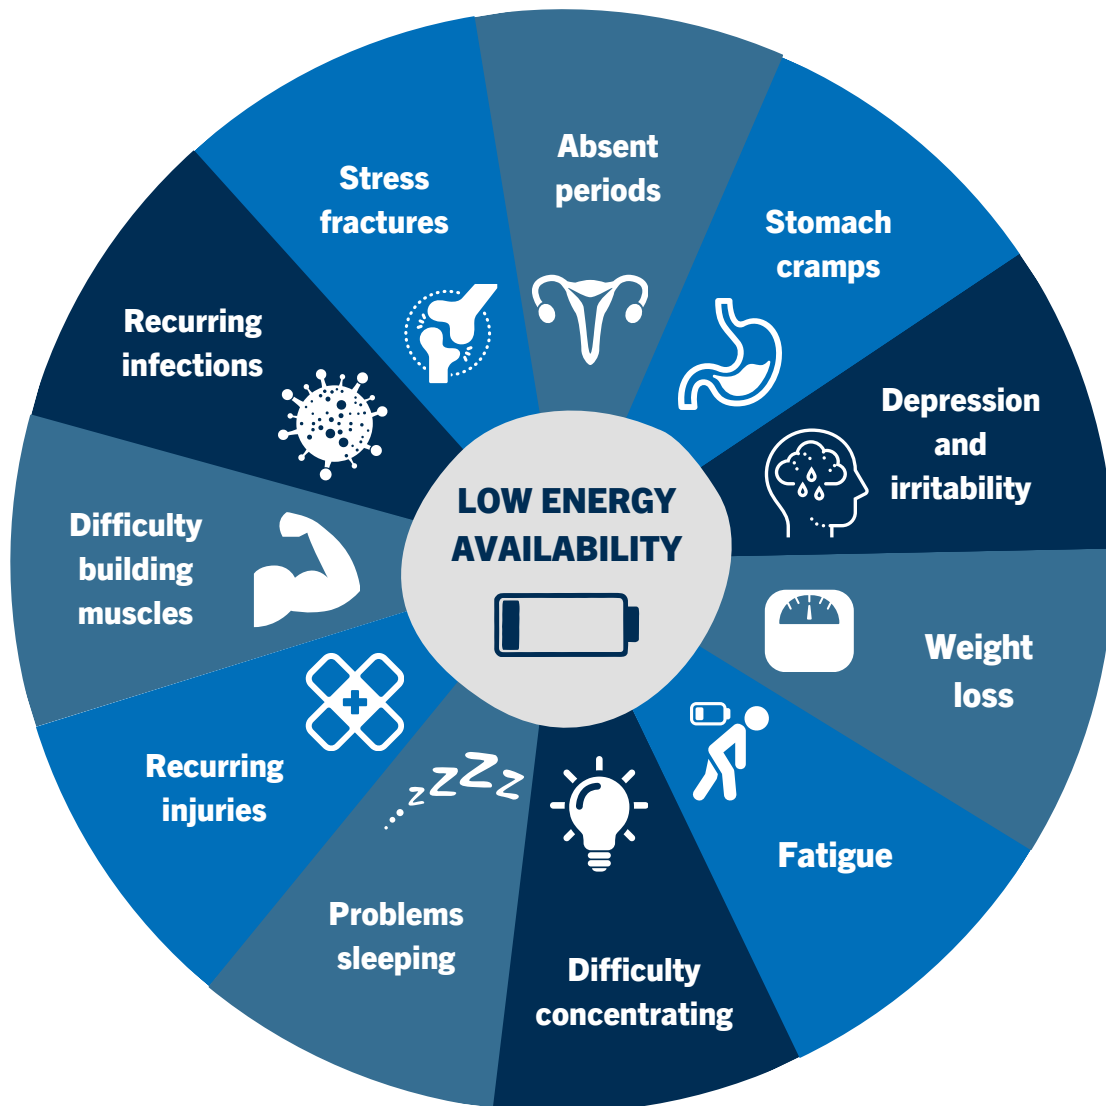 Absent
periods
Stomach
cramps
Depression
and
irritability
Weight
loss
Fatigue
Difficulty
concentrating
Problems
sleeping
Recurring
injuries
Difficulty
building
muscles
Recurring
infections
Stress
fractures
LOW ENERGY
AVAILABILITY
z z z z